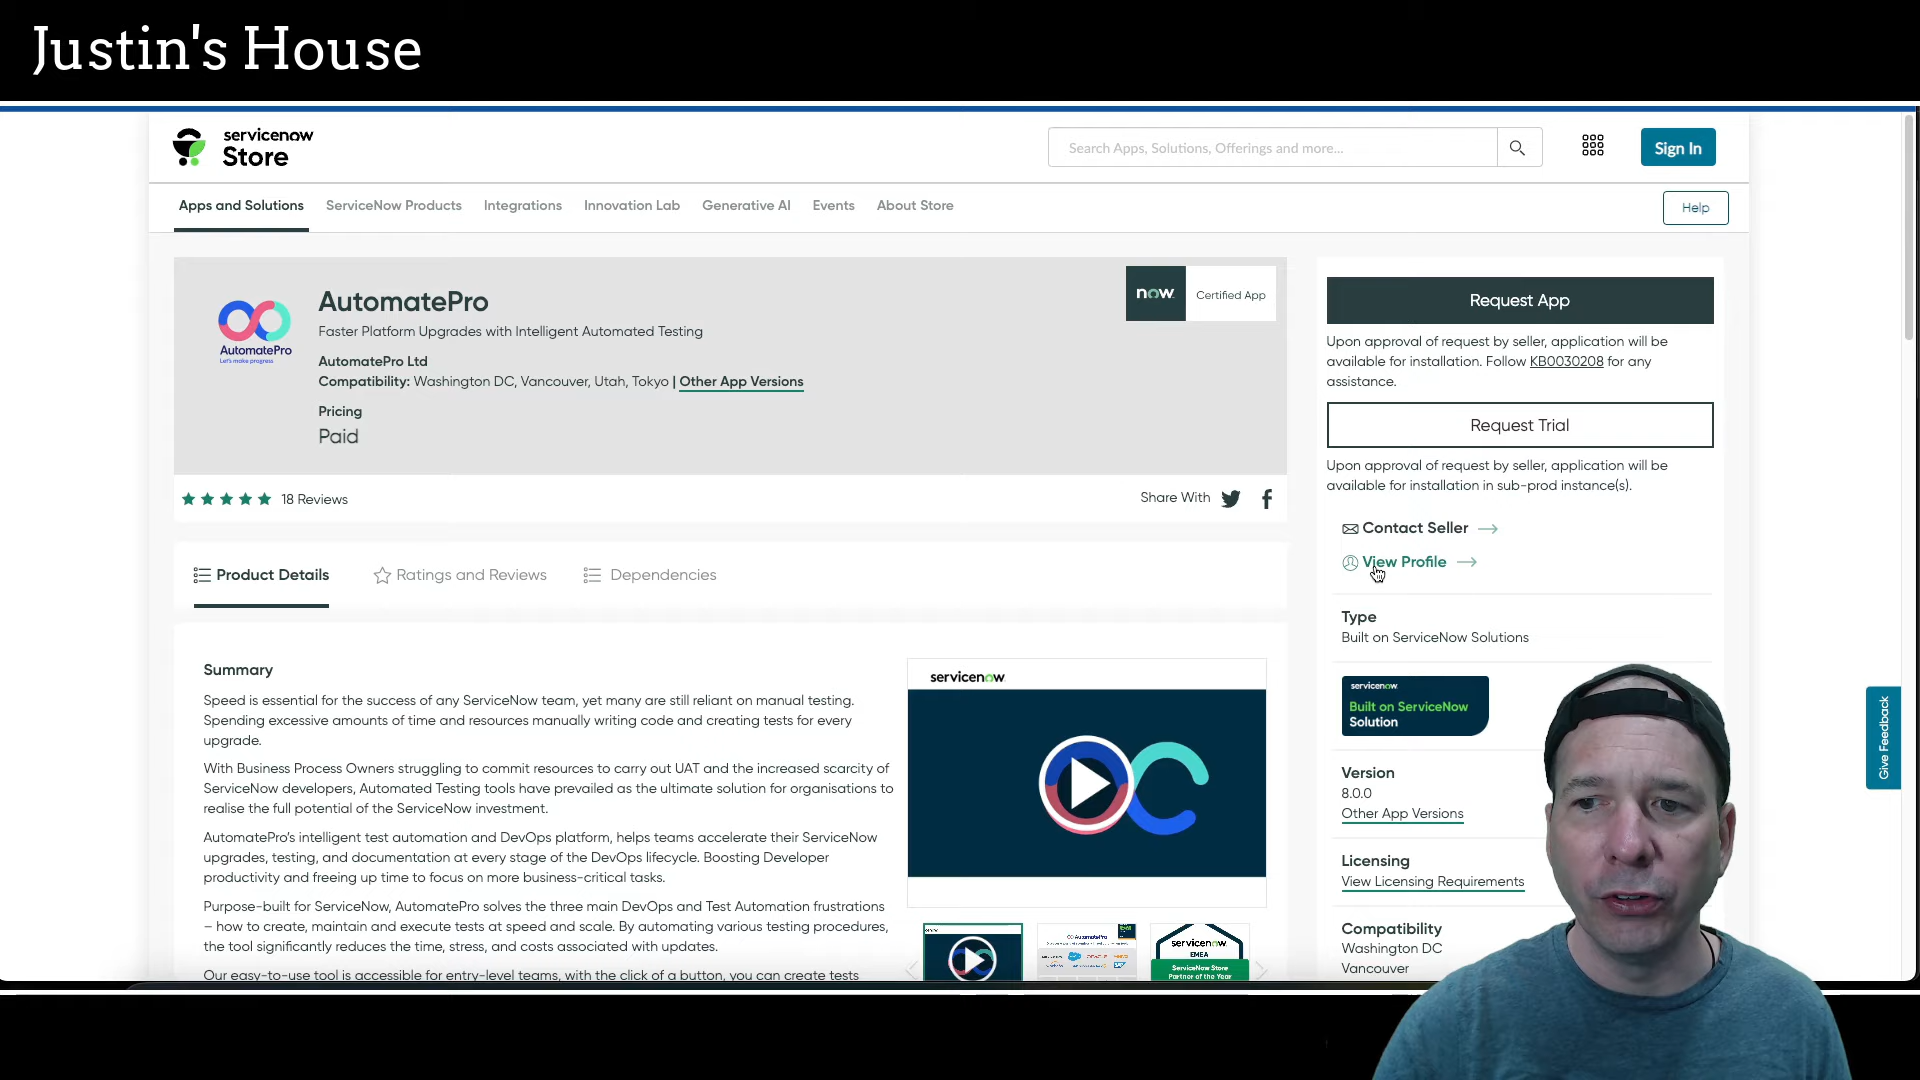 Justin's House
servicenow
Store
Search Apps, Solutions, Offerings and more...
Sign In
Apps and Solutions
ServiceNow Products
Integrations
Innovation Lab
Generative AI
Events
About Store
Help
AutomatePro
Let's make progress
AutomatePro
Faster Platform Upgrades with Intelligent Automated Testing
AutomatePro Ltd
Compatibility: Washington DC, Vancouver, Utah, Tokyo | Other App Versions
Pricing
Paid
now.
Certified App
18 Reviews
Share With
Product Details
Ratings and Reviews
Dependencies
Summary
Speed is essential for the success of any ServiceNow team, yet many are still reliant on manual testing.
Spending excessive amounts of time and resources manually writing code and creating tests for every
upgrade.
With Business Process Owners struggling to commit resources to carry out UAT and the increased scarcity of
ServiceNow developers, Automated Testing tools have prevailed as the ultimate solution for organisations to
realise the full potential of the ServiceNow investment.
AutomatePro's intelligent test automation and DevOps platform, helps teams accelerate their ServiceNow
upgrades, testing, and documentation at every stage of the DevOps lifecycle. Boosting Developer
productivity and freeing up time to focus on more business-critical tasks.
Purpose-built for ServiceNow, AutomatePro solves the three main DevOps and Test Automation frustrations
– how to create, maintain and execute tests at speed and scale. By automating various testing procedures,
the tool significantly reduces the time, stress, and costs associated with updates.
Our easy-to-use tool is accessible for entry-level teams, with the click of a button, you can create tests
servicenow.
AutomatePro
servicenow.
EMEA
ServiceNow Store
Partner of the Year
Request App
Upon approval of request by seller, application will be
available for installation. Follow KB0030208 for any
assistance.
Request Trial
Upon approval of request by seller, application will be
available for installation in sub-prod instance(s).
Contact Seller
View Profile
Type
Built on ServiceNow Solutions
servicenow.
Built on ServiceNow
Solution
Version
8.0.0
Other App Versions
Licensing
View Licensing Requirements
Compatibility
Washington DC
Vancouver
Give Feedback